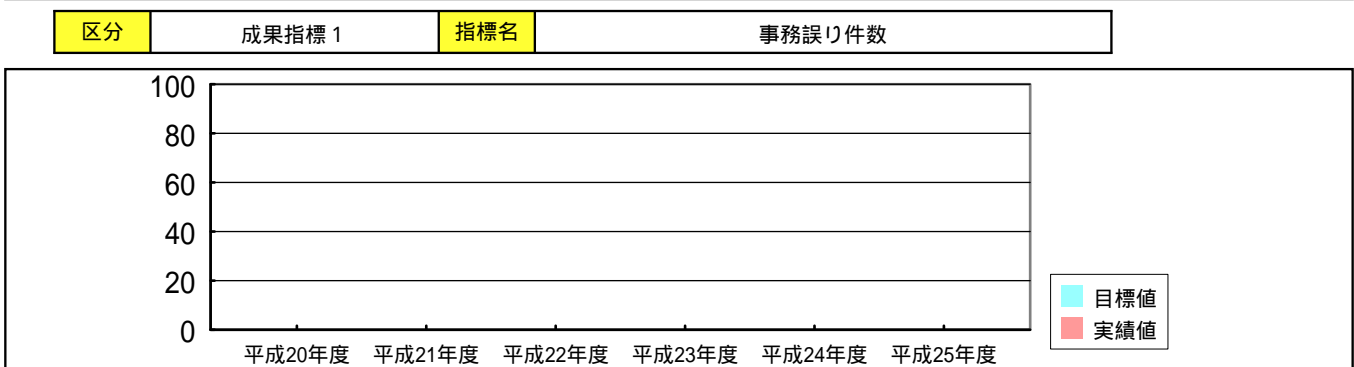 区分 成果指標1 指標名 事務誤り件数
100
80
60
40
20
0
平成20年度 平成21年度 平成22年度 平成23年度 平成24年度 平成25年度
目標値
実績値